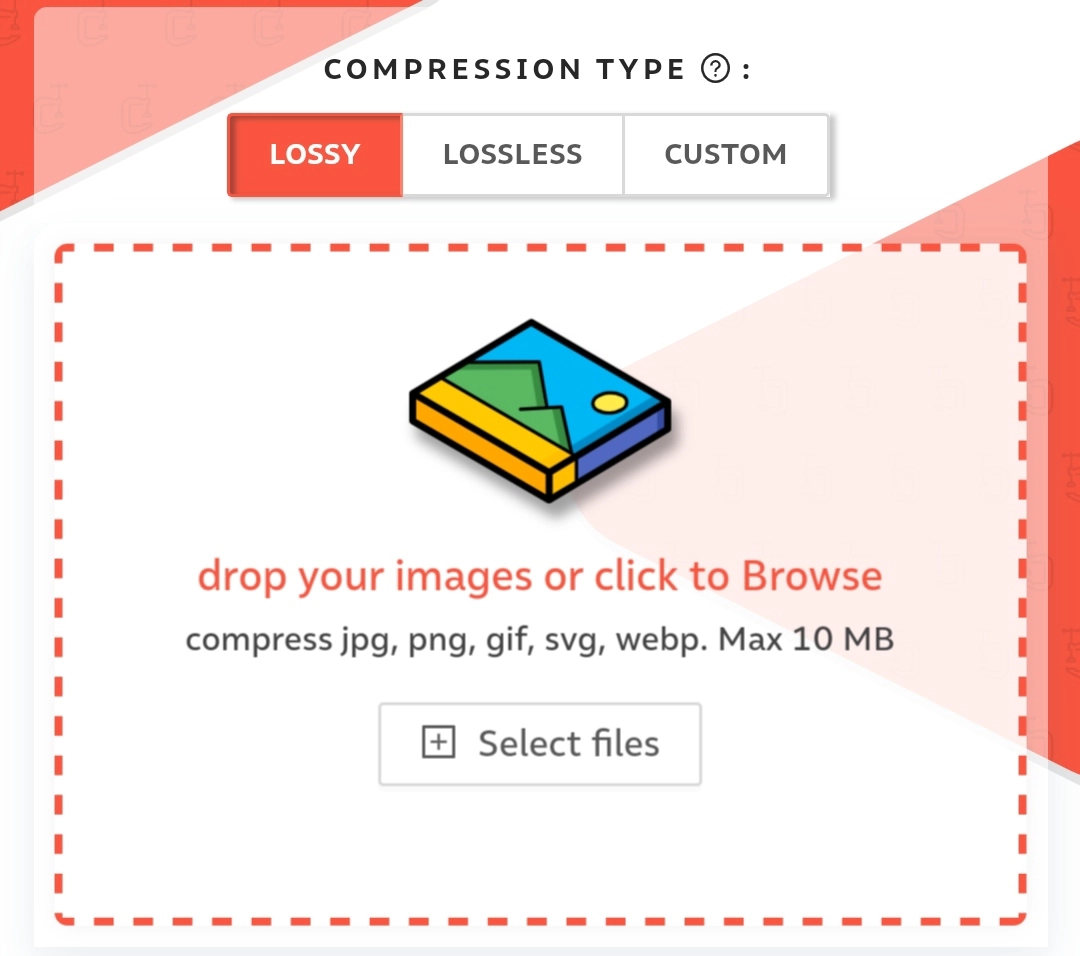 COMPRESSION TYPE ? :
LOSSY LOSSLESS CUSTOM
drop your images or click to Browse
compress jpg, png, gif, svg, webp. Max 10 MB
Select files